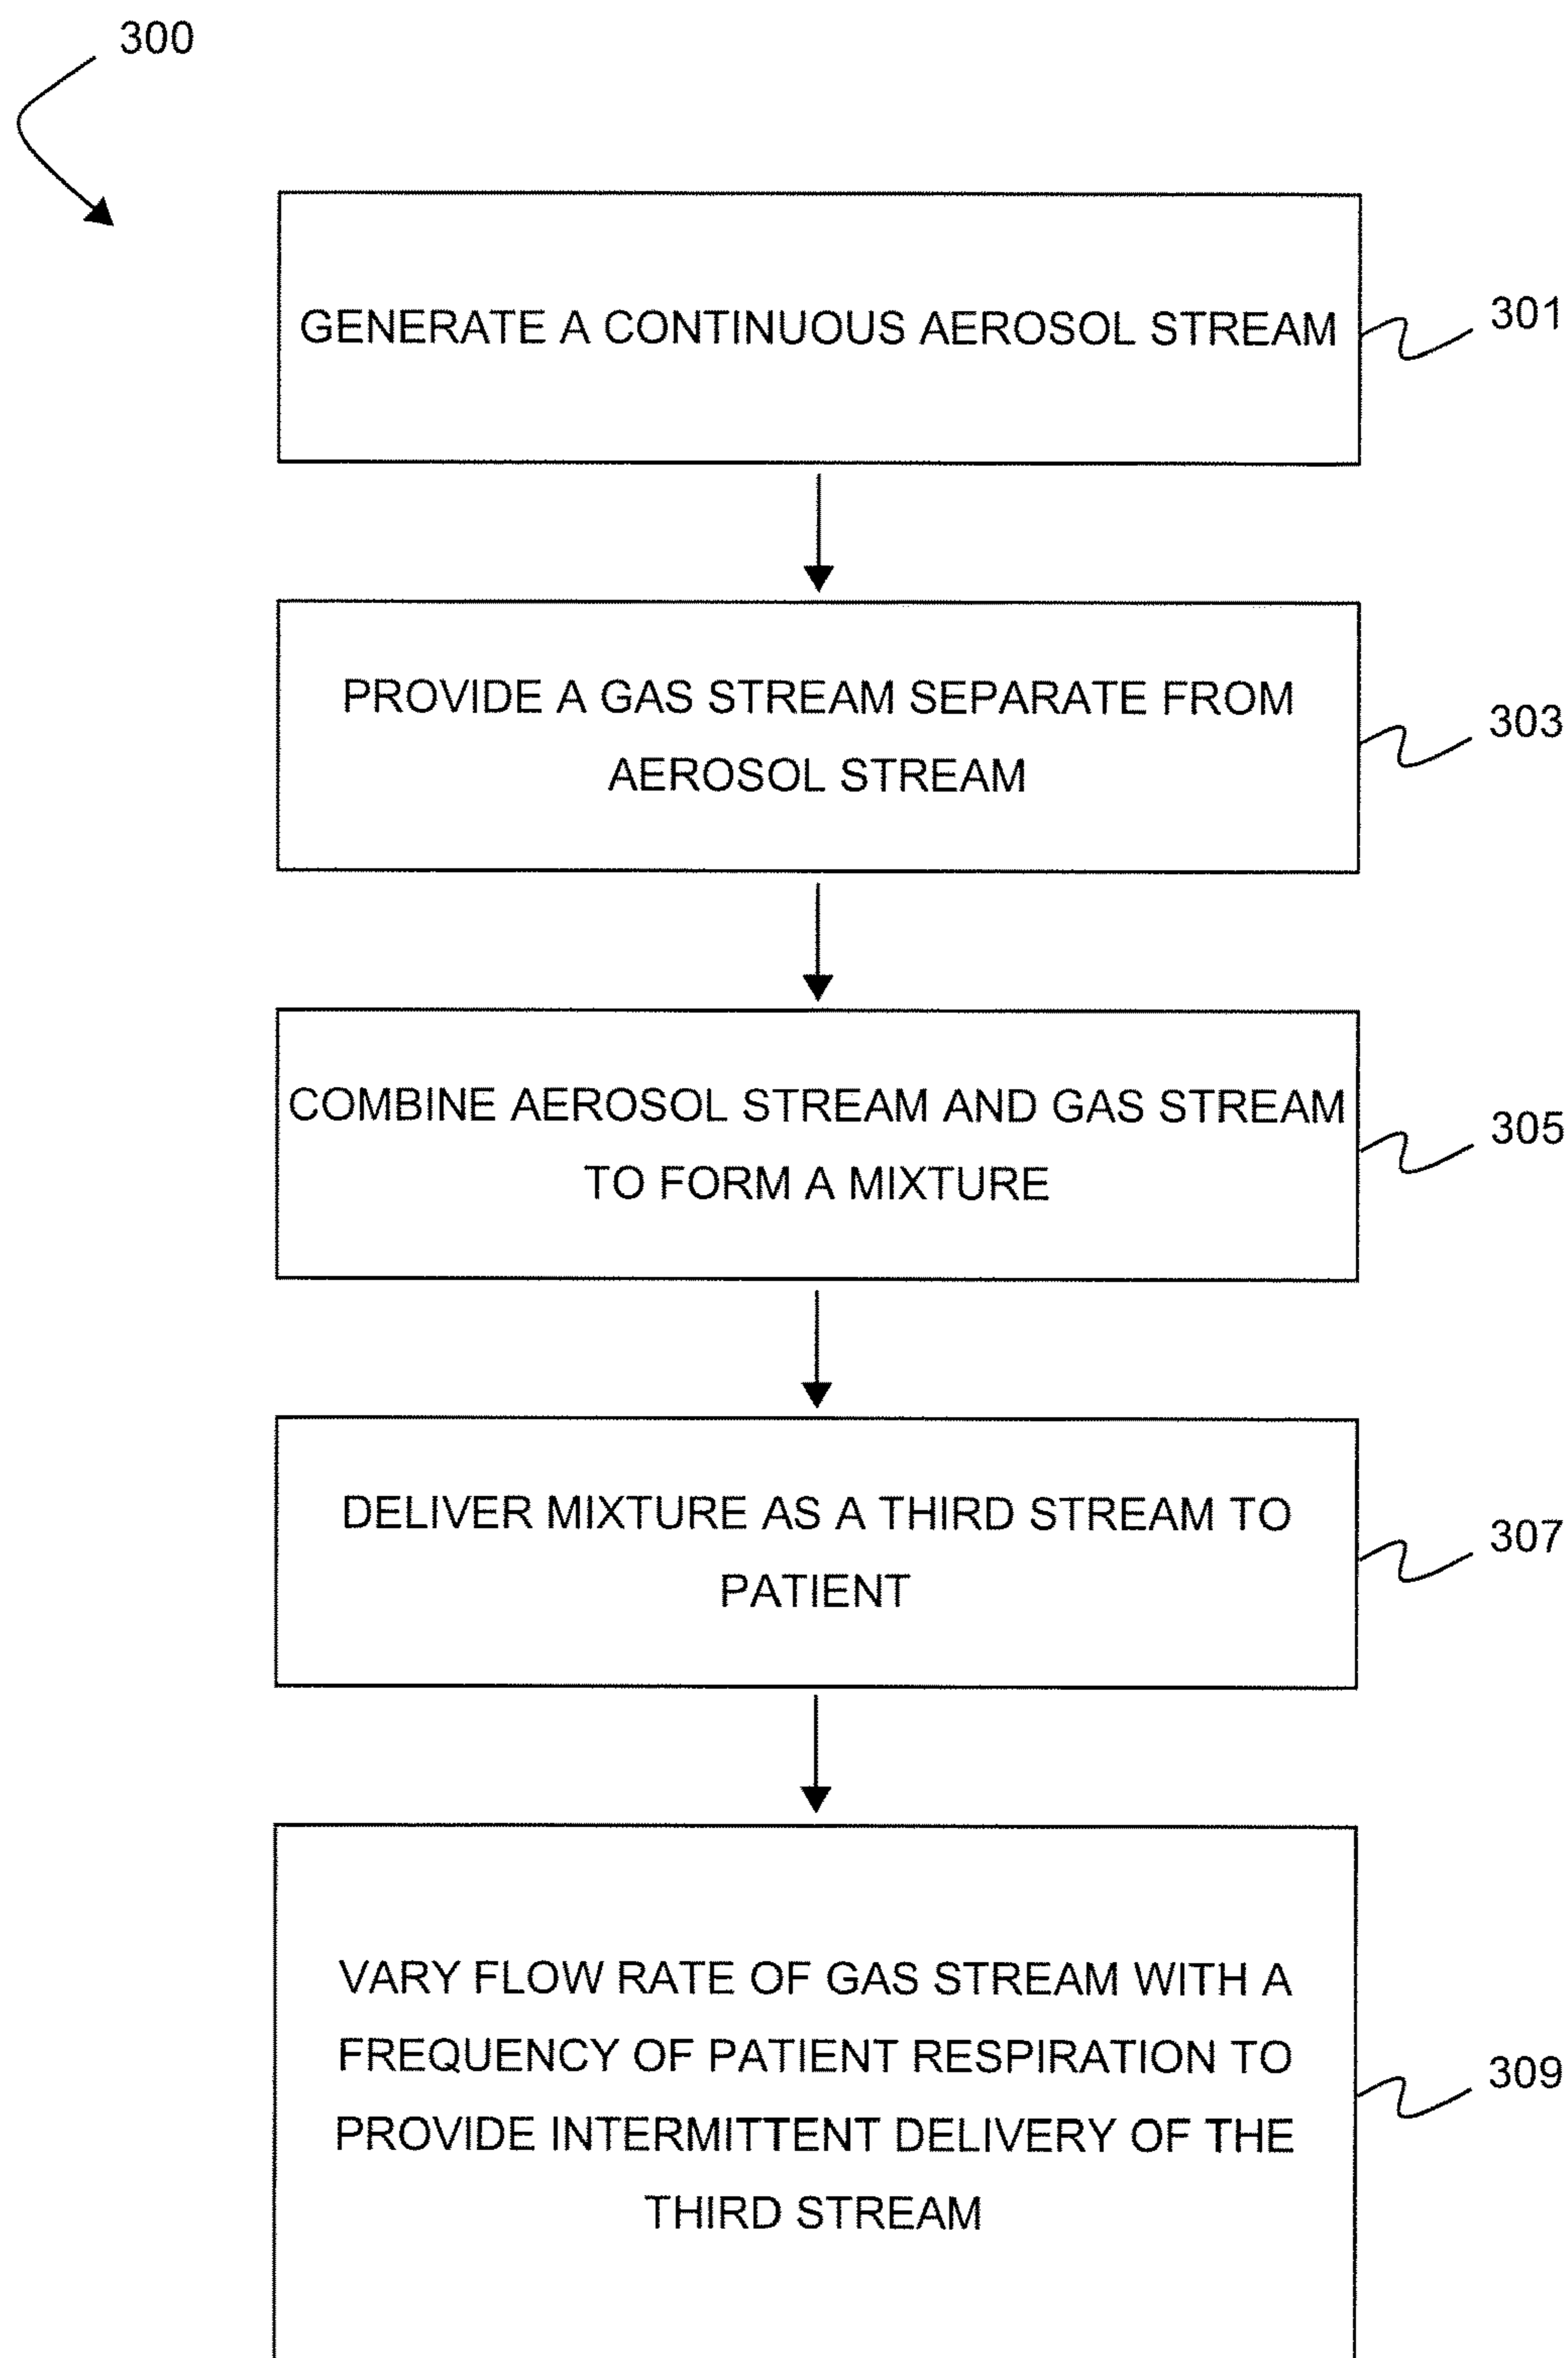 300
GENERATE A CONTINUOUS AEROSOL STREAM
301
PROVIDE A GAS STREAM SEPARATE FROM
AEROSOL STREAM
303
COMBINE AEROSOL STREAM AND GAS STREAM
TO FORM A MIXTURE
305
DELIVER MIXTURE AS A THIRD STREAM TO
PATIENT
307
VARY FLOW RATE OF GAS STREAM WITH A
FREQUENCY OF PATIENT RESPIRATION TO
PROVIDE INTERMITTENT DELIVERY OF THE
THIRD STREAM
309